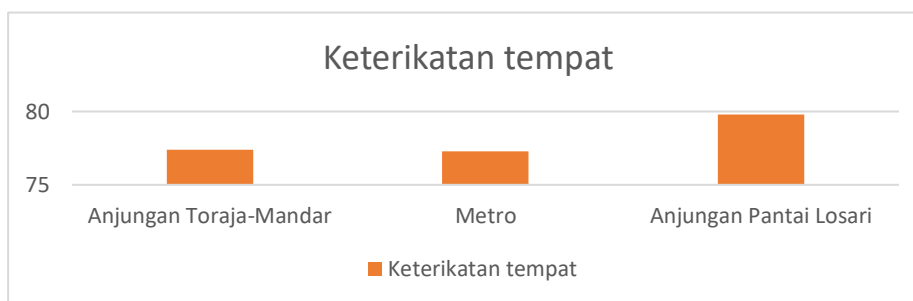 Keterikatan tempat
80
75
Anjungan Toraja-Mandar Metro Anjungan Pantai Losari
Keterikatan tempat